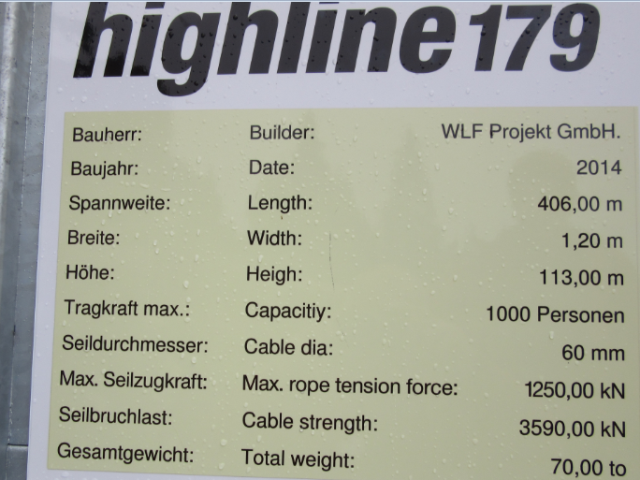 highline179
Bauherr: Builder: WLF Projekt GmbH.
Baujahr: Date: 2014
Spannweite: Length: 406,00 m
Breite: Width: 1,20 m
Höhe: Heigh: 113,00 m
Tragkraft max.: Capacitiy: 1000 Personen
Seildurchmesser: Cable dia: 60 mm
Max. Seilzugkraft: Max. rope tension force: 1250,00 kN
Seilbruchlast: Cable strength: 3590,00 kN
Gesamtgewicht: Total weight: 70,00 to